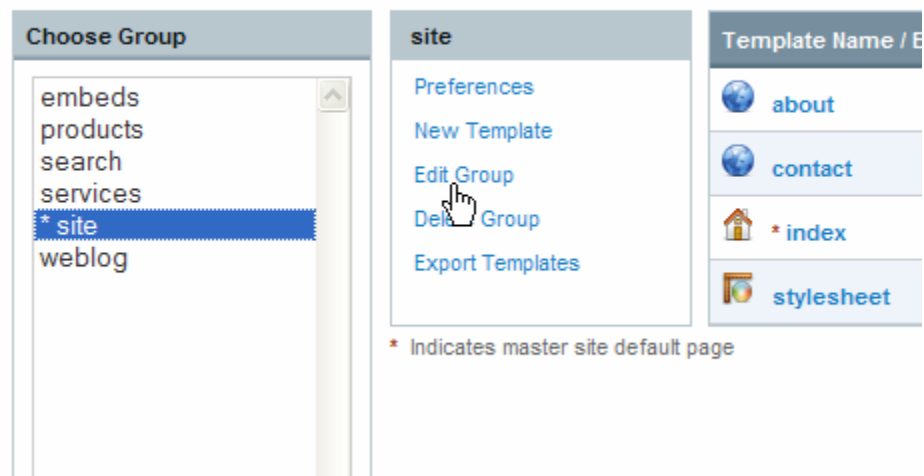 Choose Group
embeds
products
search
services
* site
weblog
site
Preferences
New Template
Edit Group
Group
Export Templates
* Indicates master site default page
Template Name /
about
contact
* index
stylesheet